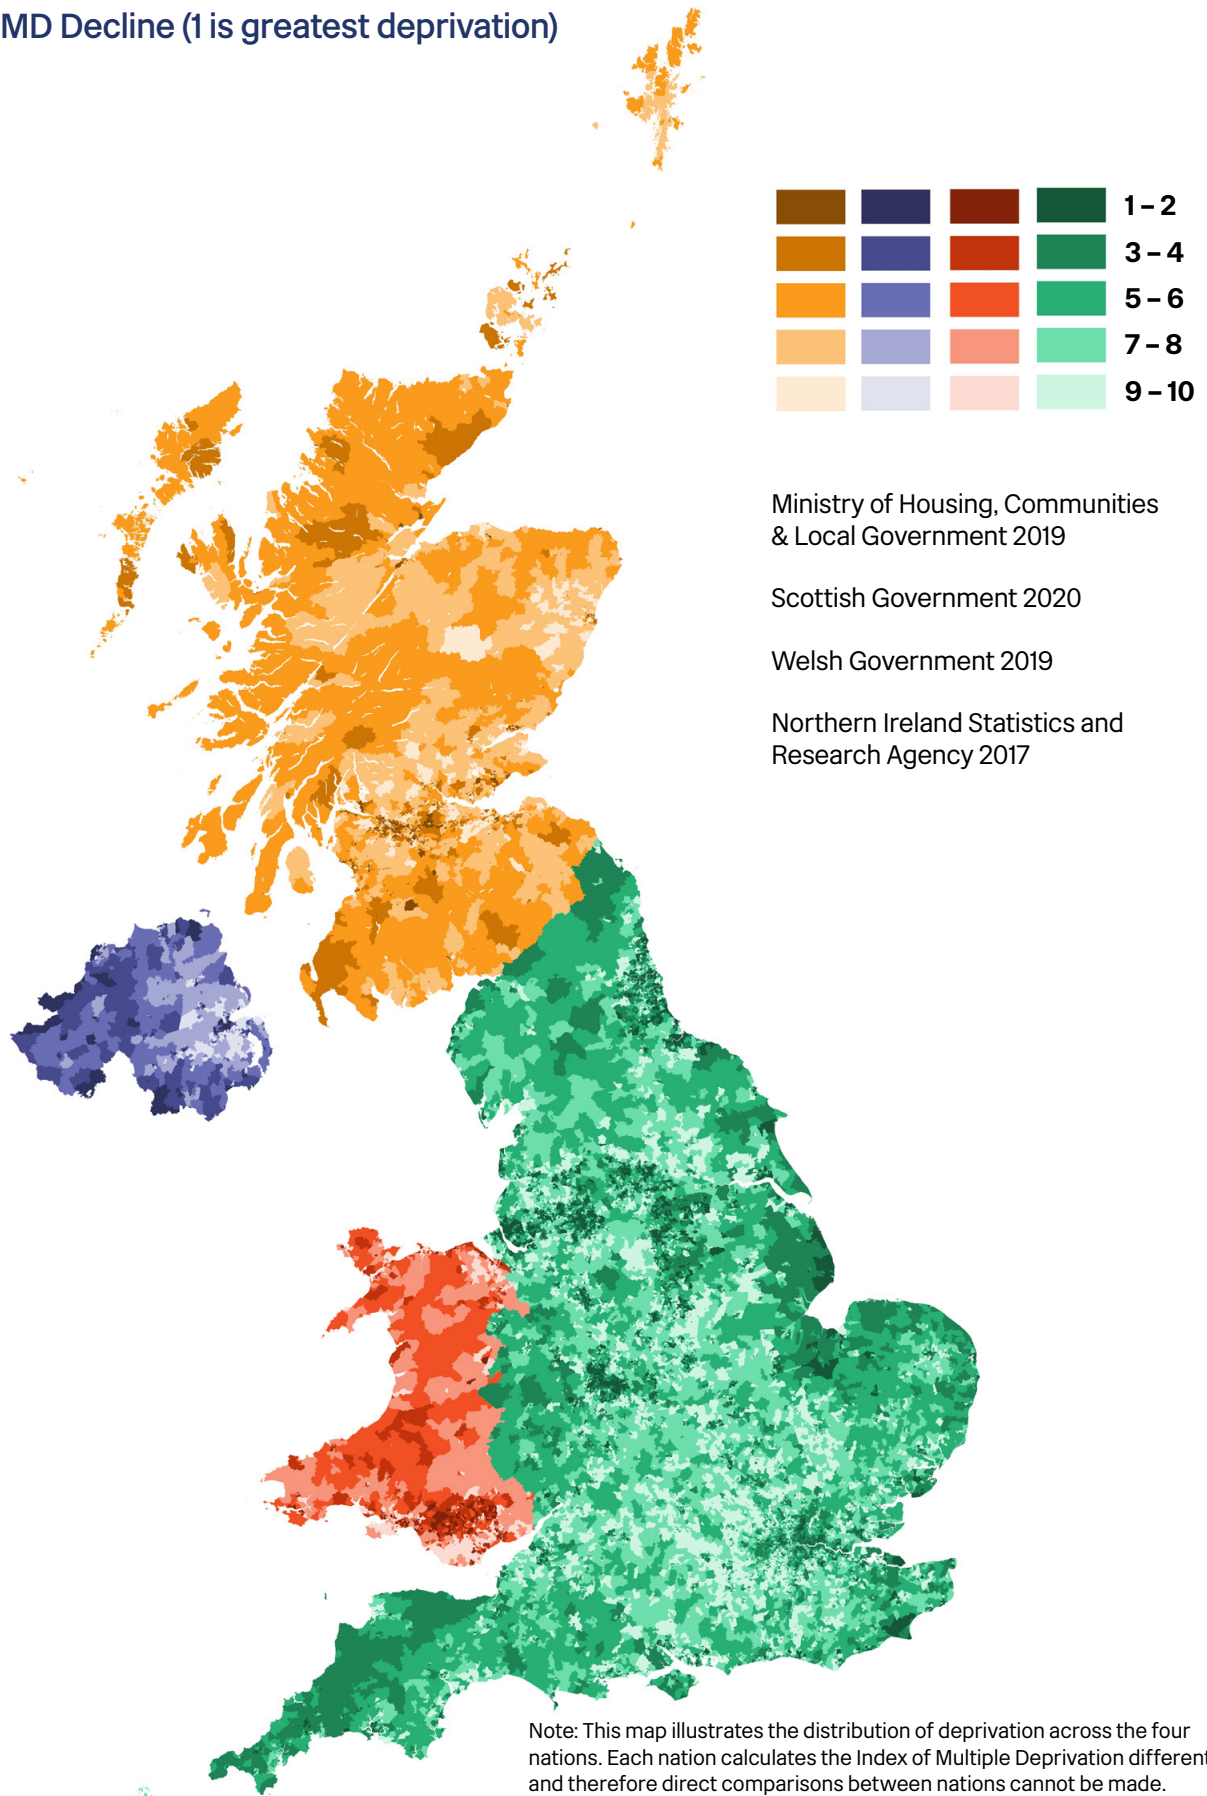 MD Decline (1 is greatest deprivation)
1 – 2
3 – 4
5 – 6
7 – 8
9 – 10
Ministry of Housing, Communities
& Local Government 2019
Scottish Government 2020
Welsh Government 2019
Northern Ireland Statistics and
Research Agency 2017
Note: This map illustrates the distribution of deprivation across the four
nations. Each nation calculates the Index of Multiple Deprivation different
and therefore direct comparisons between nations cannot be made.